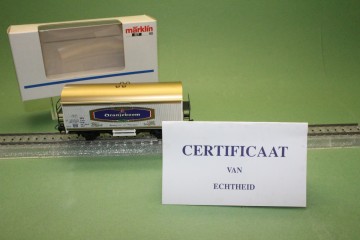 märklin
Oranjeboom
CERTIFICAAT
VAN
ECHTHEID